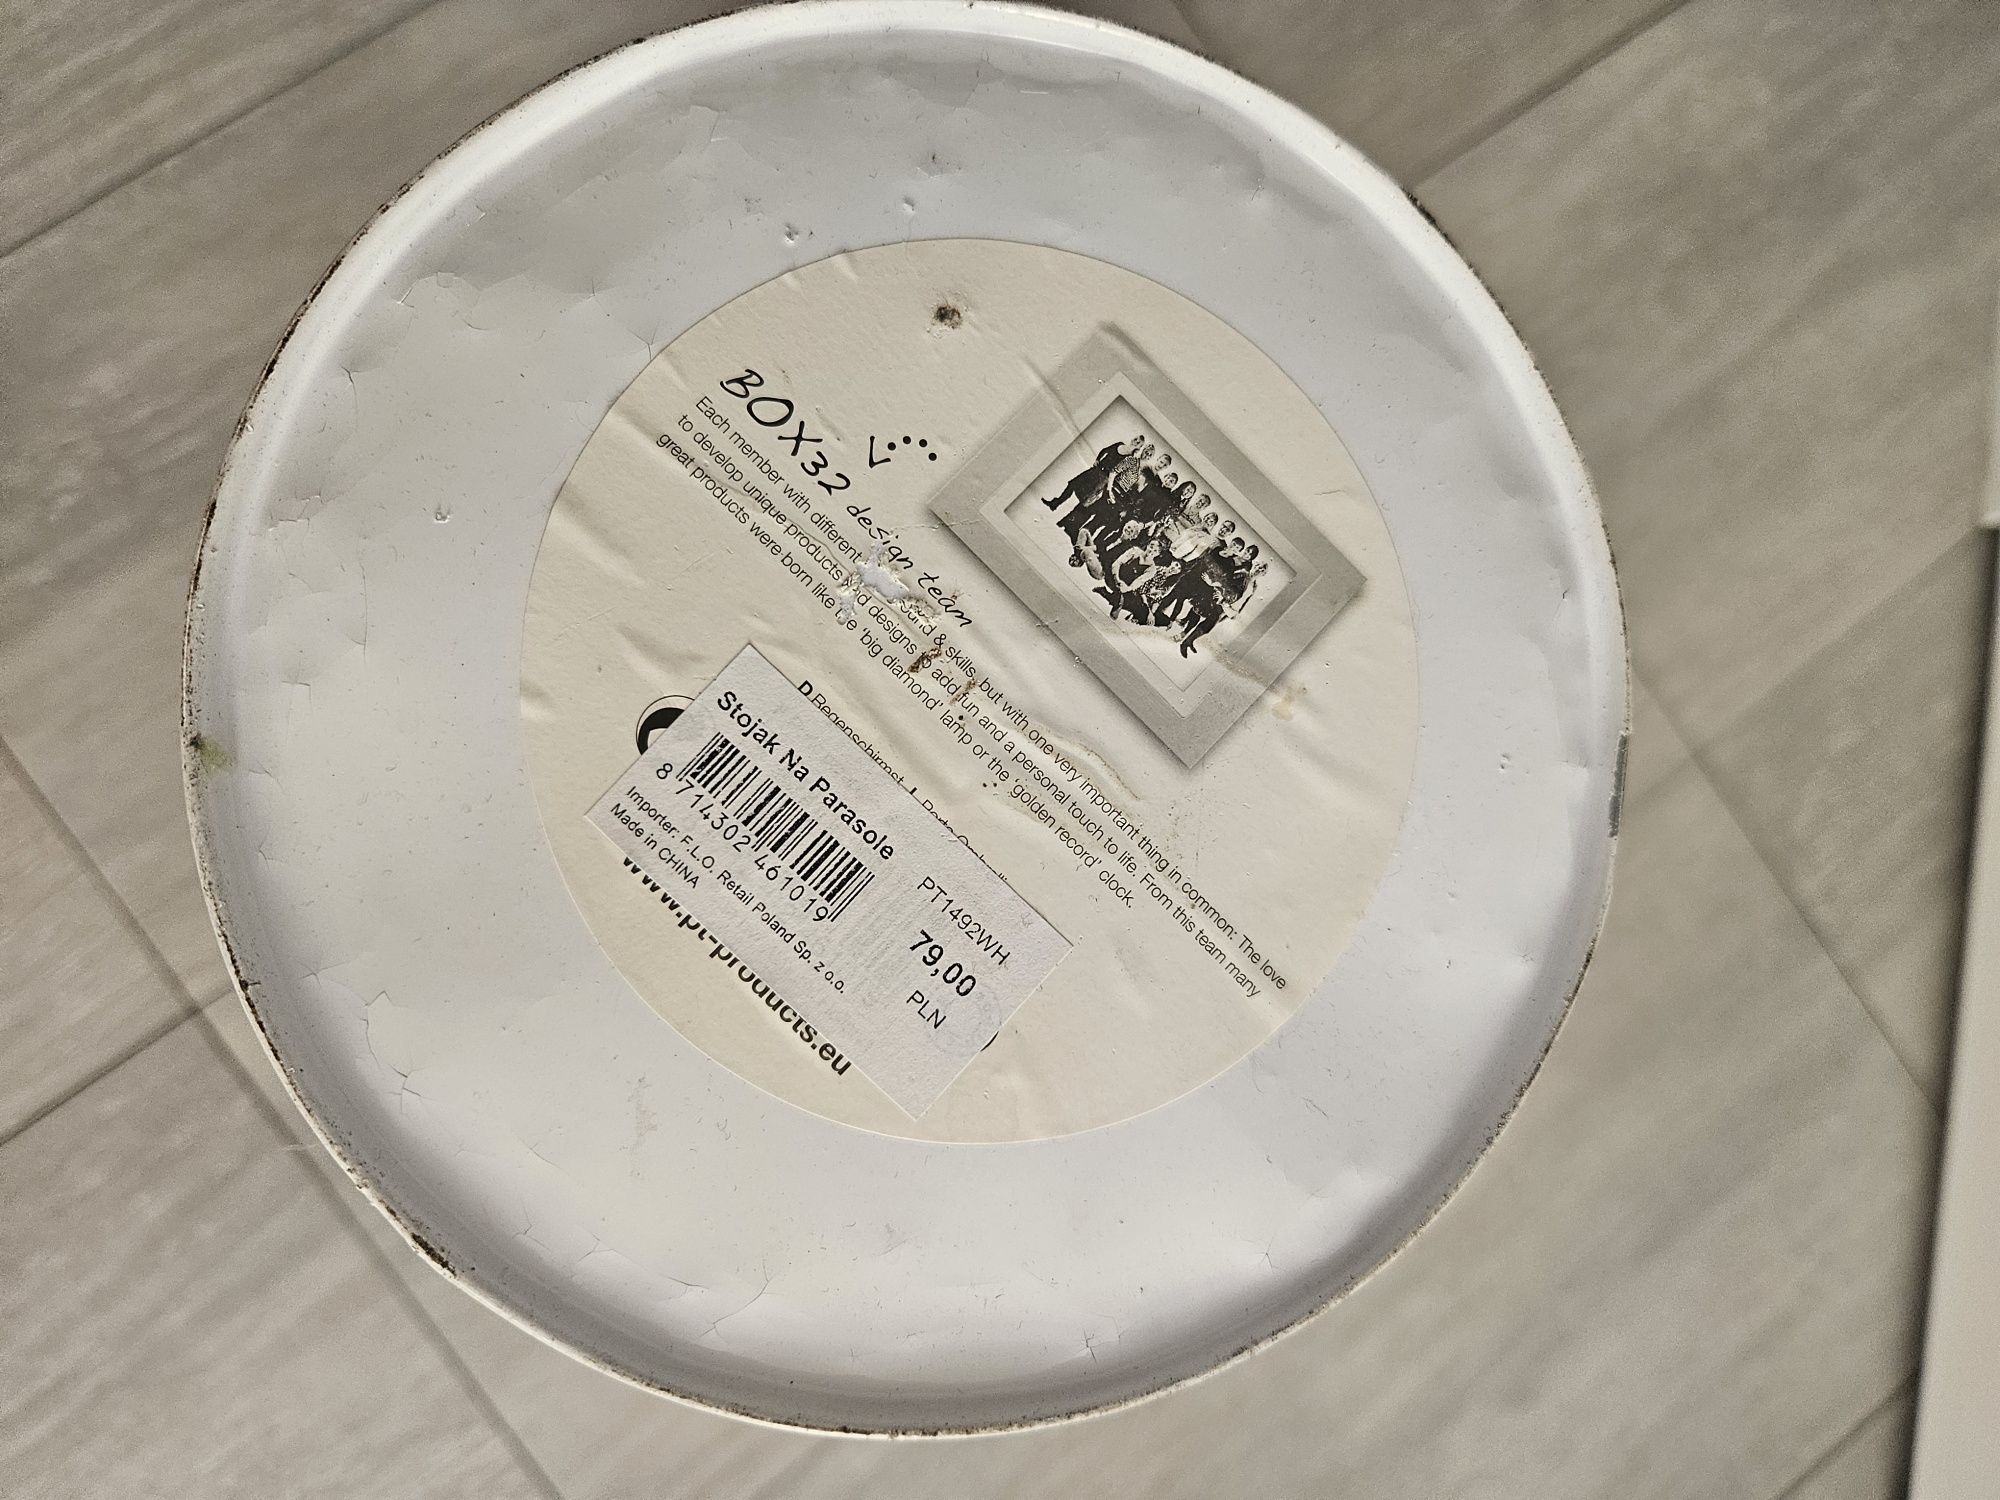 BOX32 design team
Each member with different & skills, but with one very important thing in common: The love
to develop unique products and designs to add fun and a personal touch to life. From this team many
great products were born like the 'big diamond' lamp or the 'golden record' clock.
D Regenschirmst
Stojak Na Parasole
8 714302 461019
PT1492WH
79,00
PLN
Importer: F.L.O. Retail Poland Sp. z o.o.
Made in CHINA
www.pt-products.eu